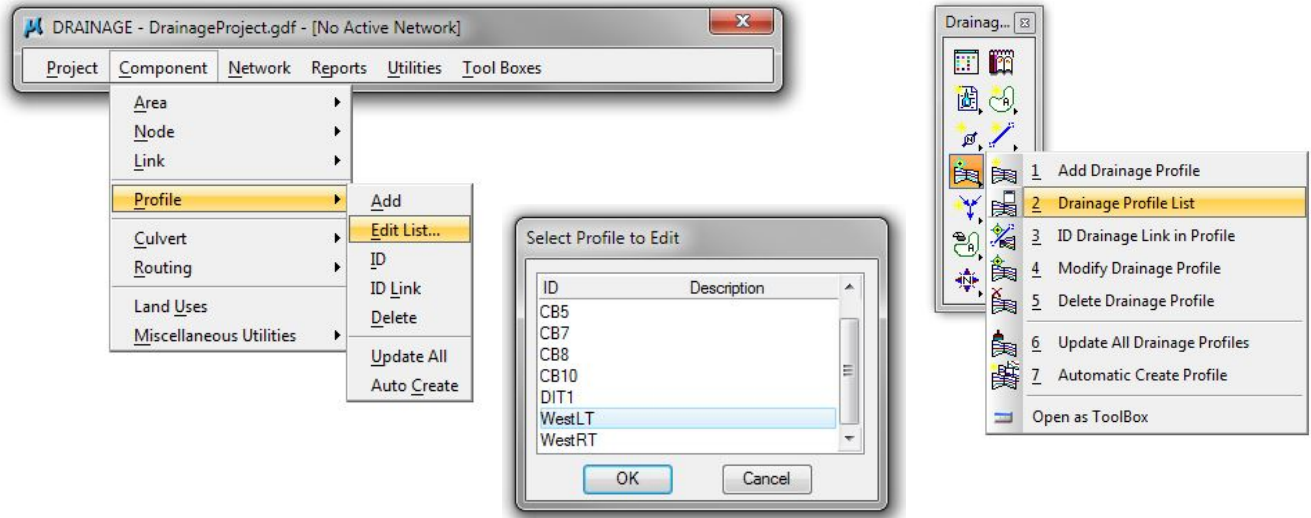 DRAINAGE - DrainageProject.gdf - [No Active Network]
Project Component Network Reports Utilities Tool Boxes
Area
Node
Link
Profile
Culvert
Routing
Land Uses
Miscellaneous Utilities
Add
Edit List...
ID
ID Link
Delete
Update All
Auto Create
Select Profile to Edit
ID Description
CB5
CB7
CB8
CB10
DIT1
WestLT
WestRT
OK Cancel
Drainag...
1 Add Drainage Profile
2 Drainage Profile List
3 ID Drainage Link in Profile
4 Modify Drainage Profile
5 Delete Drainage Profile
6 Update All Drainage Profiles
7 Automatic Create Profile
Open as ToolBox